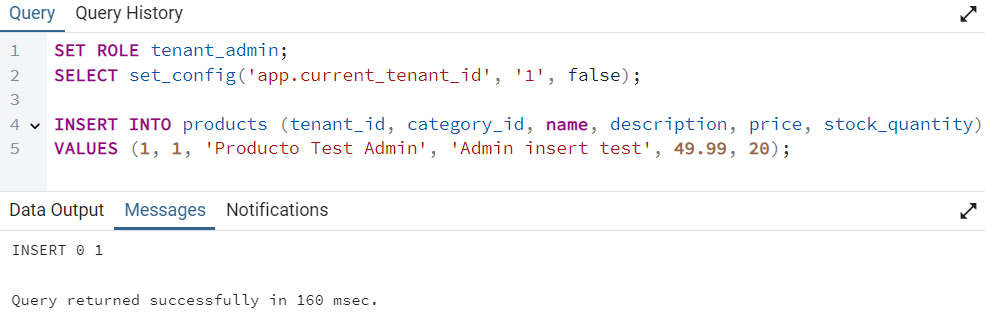 Query Query History
1 SET ROLE tenant_admin;
2 SELECT set_config('app.current_tenant_id', '1', false);
3
4 INSERT INTO products (tenant_id, category_id, name, description, price, stock_quantity)
5 VALUES (1, 1, 'Producto Test Admin', 'Admin insert test', 49.99, 20);
Data Output Messages Notifications
INSERT 0 1
Query returned successfully in 160 msec.